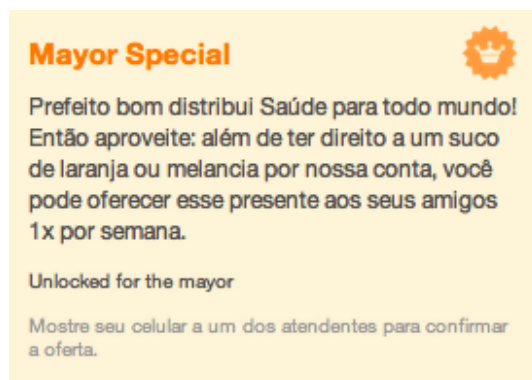 Mayor Special
Prefeito bom distribui Saúde para todo mundo!
Então aproveite: além de ter direito a um suco
de laranja ou melancia por nossa conta, você
pode oferecer esse presente aos seus amigos
1x por semana.
Unlocked for the mayor
Mostre seu celular a um dos atendentes para confirmar
a oferta.